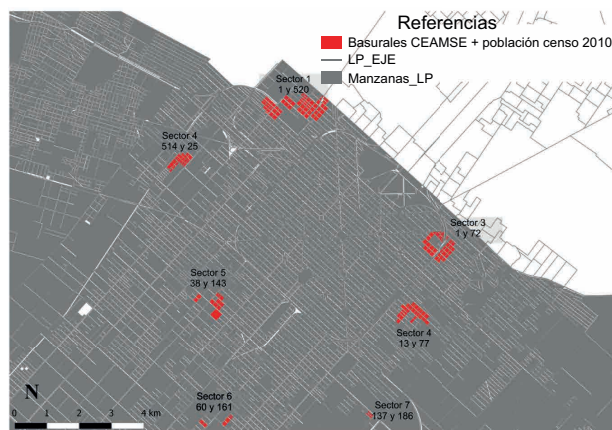 Referencias
Basurales CEAMSE + población censo 2010
LP_EJE
Manzanas_LP
Sector 1
1 y 520
Sector 4
514 y 25
Sector 3
1 y 72
Sector 5
38 y 143
Sector 4
13 y 77
Sector 6
60 y 161
Sector 7
137 y 186
N
0 1 2 3 4 km